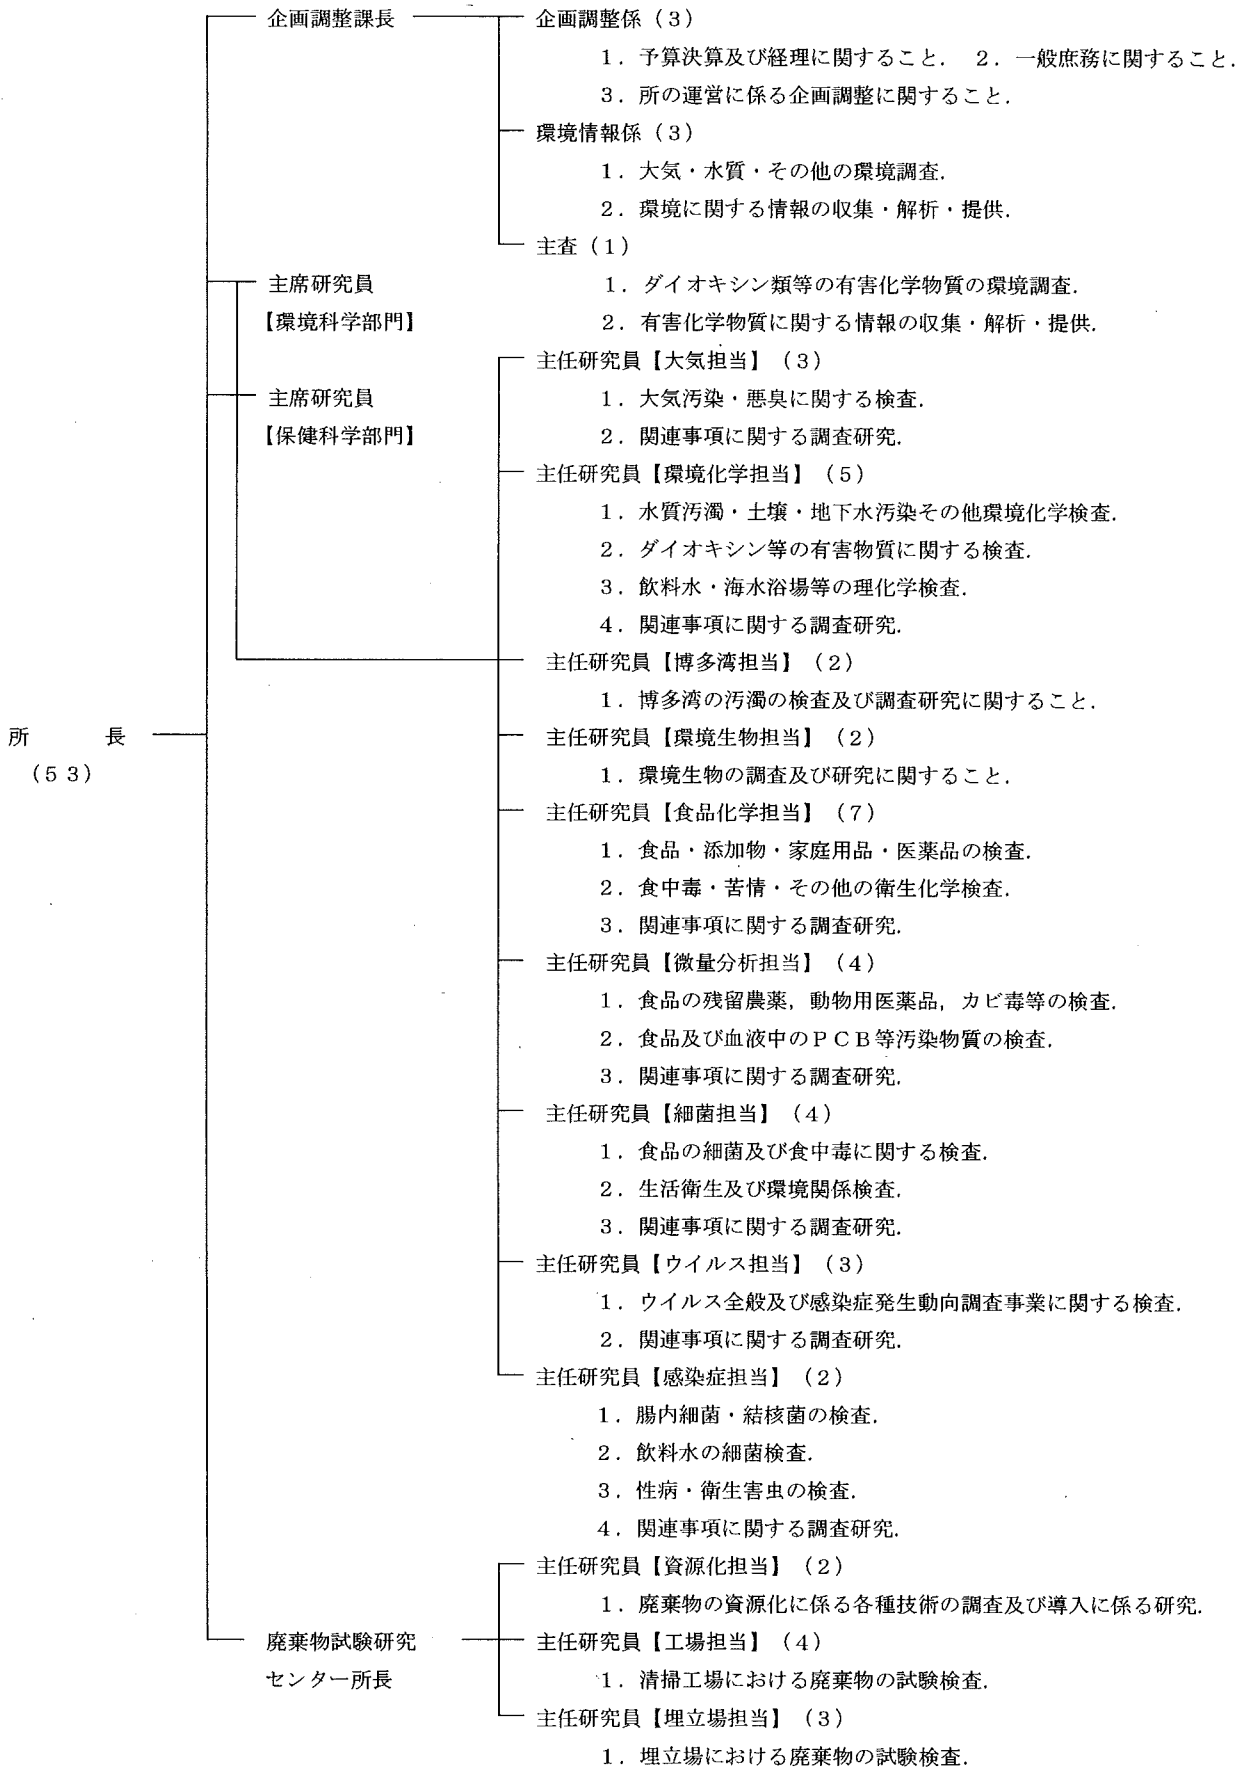 企画調整課長　企画調整係（３）
１．予算決算及び経理に関すること．　２．一般庶務に関すること．
３．所の運営に係る企画調整に関すること．
環境情報係（３）
１．大気・水質・その他の環境調査．
２．環境に関する情報の収集・解析・提供．
主査（１）
主席研究員　１．ダイオキシン類等の有害化学物質の環境調査．
【環境科学部門】　２．有害化学物質に関する情報の収集・解析・提供．
主任研究員【大気担当】（３）
主席研究員　１．大気汚染・悪臭に関する検査．
【保健科学部門】　２．関連事項に関する調査研究．
主任研究員【環境化学担当】（５）
１．水質汚濁・土壌・地下水汚染その他環境化学検査．
２．ダイオキシン等の有害物質に関する検査．
３．飲料水・海水浴場等の理化学検査．
４．関連事項に関する調査研究．
主任研究員【博多湾担当】（２）
１．博多湾の汚濁の検査及び調査研究に関すること．
所　　　長　主任研究員【環境生物担当】（２）
（５３）　１．環境生物の調査及び研究に関すること．
主任研究員【食品化学担当】（７）
１．食品・添加物・家庭用品・医薬品の検査．
２．食中毒・苦情・その他の衛生化学検査．
３．関連事項に関する調査研究．
主任研究員【微量分析担当】（４）
１．食品の残留農薬，動物用医薬品，カビ毒等の検査．
２．食品及び血液中のＰＣＢ等汚染物質の検査．
３．関連事項に関する調査研究．
主任研究員【細菌担当】（４）
１．食品の細菌及び食中毒に関する検査．
２．生活衛生及び環境関係検査．
３．関連事項に関する調査研究．
主任研究員【ウイルス担当】（３）
１．ウイルス全般及び感染症発生動向調査事業に関する検査．
２．関連事項に関する調査研究．
主任研究員【感染症担当】（２）
１．腸内細菌・結核菌の検査．
２．飲料水の細菌検査．
３．性病・衛生害虫の検査．
４．関連事項に関する調査研究．
主任研究員【資源化担当】（２）
１．廃棄物の資源化に係る各種技術の調査及び導入に係る研究．
廃棄物試験研究　主任研究員【工場担当】（４）
センター所長　１．清掃工場における廃棄物の試験検査．
主任研究員【埋立場担当】（３）
１．埋立場における廃棄物の試験検査．